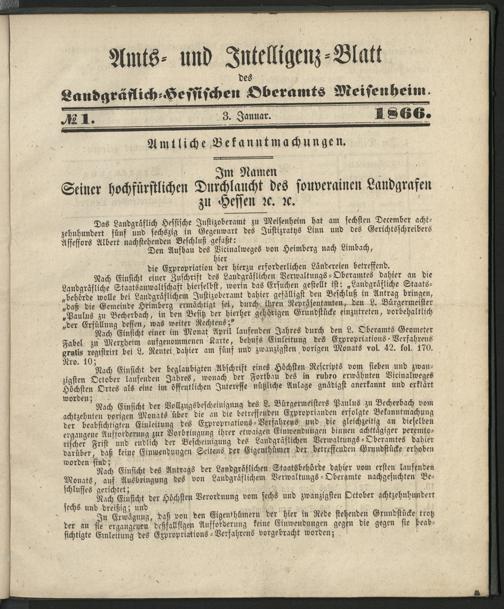 Amts- und Intelligenz-Blatt
des
Landgräflich-Hessischen Oberamts Meisenheim.
№ 1.
3. Januar.
1866.
Amtliche Bekanntmachungen.
Im Namen
Seiner hochfürstlichen Durchlaucht des souverainen Landgrafen
zu Hessen ꝛc. ꝛc.
Das Landgräflich Hessische Justizoberamt zu Meisenheim hat am sechsten December acht-
zehnhundert fünf und sechszig in Gegenwart des Justizraths Linn und des Gerichtschreibers
Assessors Albert nachstehenden Beschluß gefaßt:
Den Aufbau des Vicinalweges von Heimberg nach Limbach,
hier
die Expropriation der hierzu erforderlichen Ländereien betreffend.
Nach Einsicht einer Zuschrift des Landgräflichen Verwaltungs-Oberamtes dahier an die
Landgräfliche Staatsanwaltschaft hierselbst, worin das Ersuchen gestellt ist: „Landgräfliche Staats-
„behörde wolle bei Landgräflichem Justizoberamt dahier gefälligst den Beschluß in Antrag bringen,
„daß die Gemeinde Heimberg ermächtigt sei, durch ihren Repräsentanten, den L. Bürgermeister
„Paulus zu Becherbach, in den Besitz der hierher gehörigen Grundstücke einzutreten, vorbehaltlich
„der Erfüllung dessen, was weiter Rechtens;"
Nach Einsicht einer im Monat April laufenden Jahres durch den L. Oberamts Geometer
Fabel zu Merxheim aufgenommenen Karte, behufs Einleitung des Expropriations-Verfahrens
gratis registrirt bei L. Rentei dahier am fünf und zwanzigsten vorigen Monats vol. 42. fol. 170.
Nro. 10;
Nach Einsicht der beglaubigten Abschrift eines Höchsten Rescripts vom sieben und zwan-
zigsten October laufenden Jahres, wonach der Fortbau des in rubro erwähnten Vicinalweges
Höchsten Ortes als eine im öffentlichen Interesse nützliche Anlage gnädigst anerkannt und erklärt
worden;
Nach Einsicht der Vollzugsbescheinigung des L. Bürgermeisters Paulus zu Becherbach vom
achtzehnten vorigen Monats über die an die betreffenden Expropriaten erfolgte Bekanntmachung
der beabsichtigten Einleitung des Expropriations-Verfahrens und die gleichzeitig an dieselben
ergangene Aufforderung zur Vorbringung ihrer etwaigen Einwendungen binnen achttägiger peremto-
rischer Frist und endlich der Bescheinigung des Landgräflichen Verwaltungs-Oberamtes dahier
darüber, daß keine Einwendungen Seitens der Eigenthümer der betreffenden Grundstücke erhoben
worden sind;
Nach Einsicht des Antrags der Landgräflichen Staatsbehörde dahier vom ersten laufenden
Monats, auf Ausbringung des von Landgräflichem Verwaltungs-Oberamte nachgesuchten Be-
schlusses gerichtet;
Nach Einsicht der Höchsten Verordnung vom sechs und zwanzigsten October achtzehnhundert
sechs und dreißig; und
In Erwägung, daß von den Eigenthümern der hier in Rede stehenden Grundstücke trotz
der an sie ergangenen deßfallsigen Aufforderung keine Einwendungen gegen die gegen sie beab-
sichtigte Einleitung des Expropriations-Verfahrens vorgebracht worden;